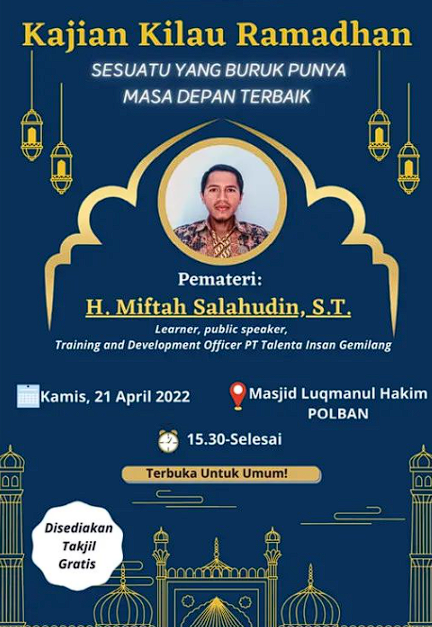 Kajian Kilau Ramadhan
SESUATU YANG BURUK PUNYA
MASA DEPAN TERBAIK
Pemateri:
H. Miftah Salahudin, S.T.
Learner, public speaker,
Training and Development Officer PT Talenta Insan Gemilang
Kamis, 21 April 2022
Masjid Luqmanul Hakim
POLBAN
15.30-Selesai
Terbuka Untuk Umum!
Disediakan
Takjil
Gratis